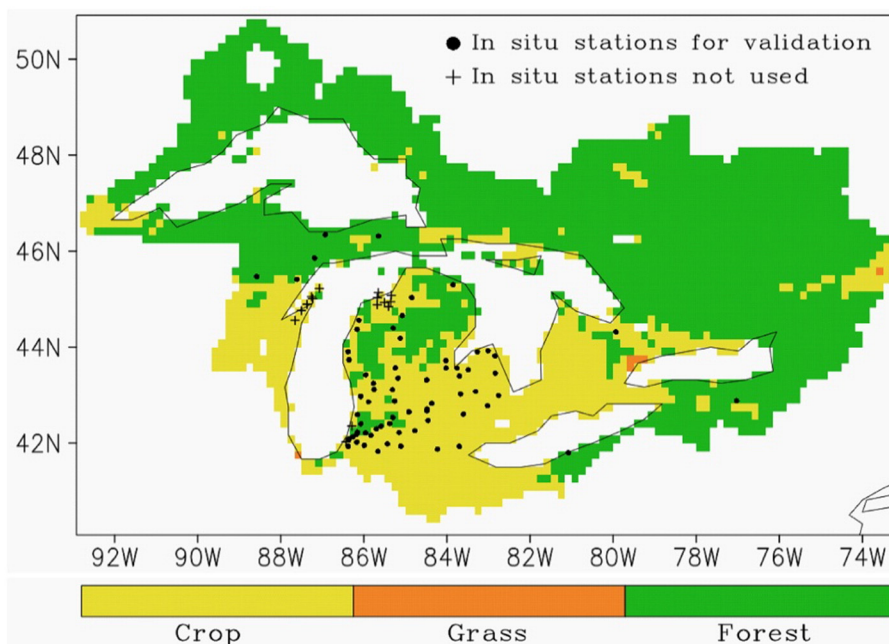 ● In situ stations for validation
+ In situ stations not used
50N
48N
46N
44N
42N
92W 90W 88W 86W 84W 82W 80W 78W 76W 74W
Crop Grass Forest